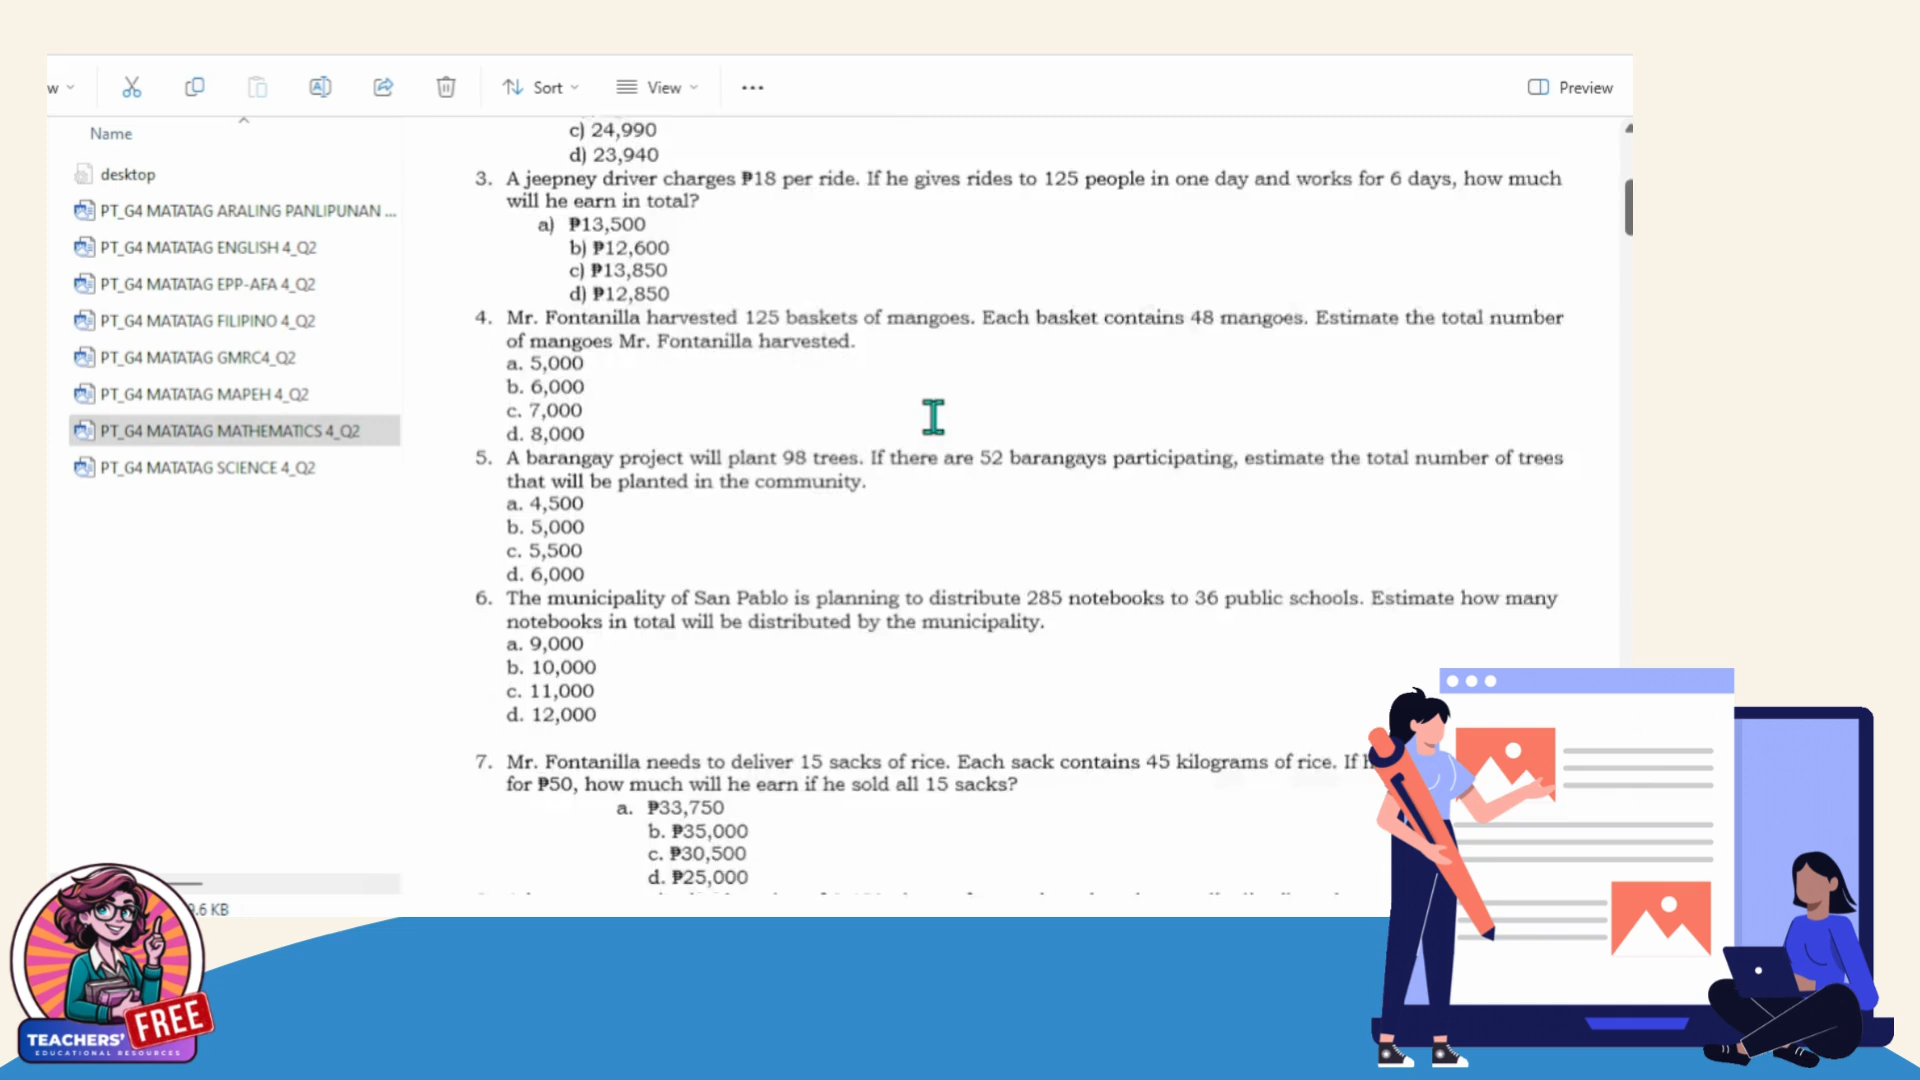 w
Sort
View
Preview
Name
desktop
PT_G4 MATATAG ARALING PANLIPUNAN ...
PT_G4 MATATAG ENGLISH 4_Q2
PT_G4 MATATAG EPP-AFA 4_Q2
PT_G4 MATATAG FILIPINO 4_Q2
PT_G4 MATATAG GMRC4_Q2
PT_G4 MATATAG MAPEH 4_Q2
PT_G4 MATATAG MATHEMATICS 4_Q2
PT_G4 MATATAG SCIENCE 4_Q2
c) 24,990
d) 23,940
3. A jeepney driver charges ₱18 per ride. If he gives rides to 125 people in one day and works for 6 days, how much
will he earn in total?
a) ₱13,500
b) ₱12,600
c) ₱13,850
d) ₱12,850
4. Mr. Fontanilla harvested 125 baskets of mangoes. Each basket contains 48 mangoes. Estimate the total number
of mangoes Mr. Fontanilla harvested.
a. 5,000
b. 6,000
c. 7,000
d. 8,000
5. A barangay project will plant 98 trees. If there are 52 barangays participating, estimate the total number of trees
that will be planted in the community.
a. 4,500
b. 5,000
c. 5,500
d. 6,000
6. The municipality of San Pablo is planning to distribute 285 notebooks to 36 public schools. Estimate how many
notebooks in total will be distributed by the municipality.
a. 9,000
b. 10,000
c. 11,000
d. 12,000
7. Mr. Fontanilla needs to deliver 15 sacks of rice. Each sack contains 45 kilograms of rice. If
for ₱50, how much will he earn if he sold all 15 sacks?
a. ₱33,750
b. ₱35,000
c. ₱30,500
d. ₱25,000
.6 KB
FREE
TEACHERS'
EDUCATIONAL RESOURCES